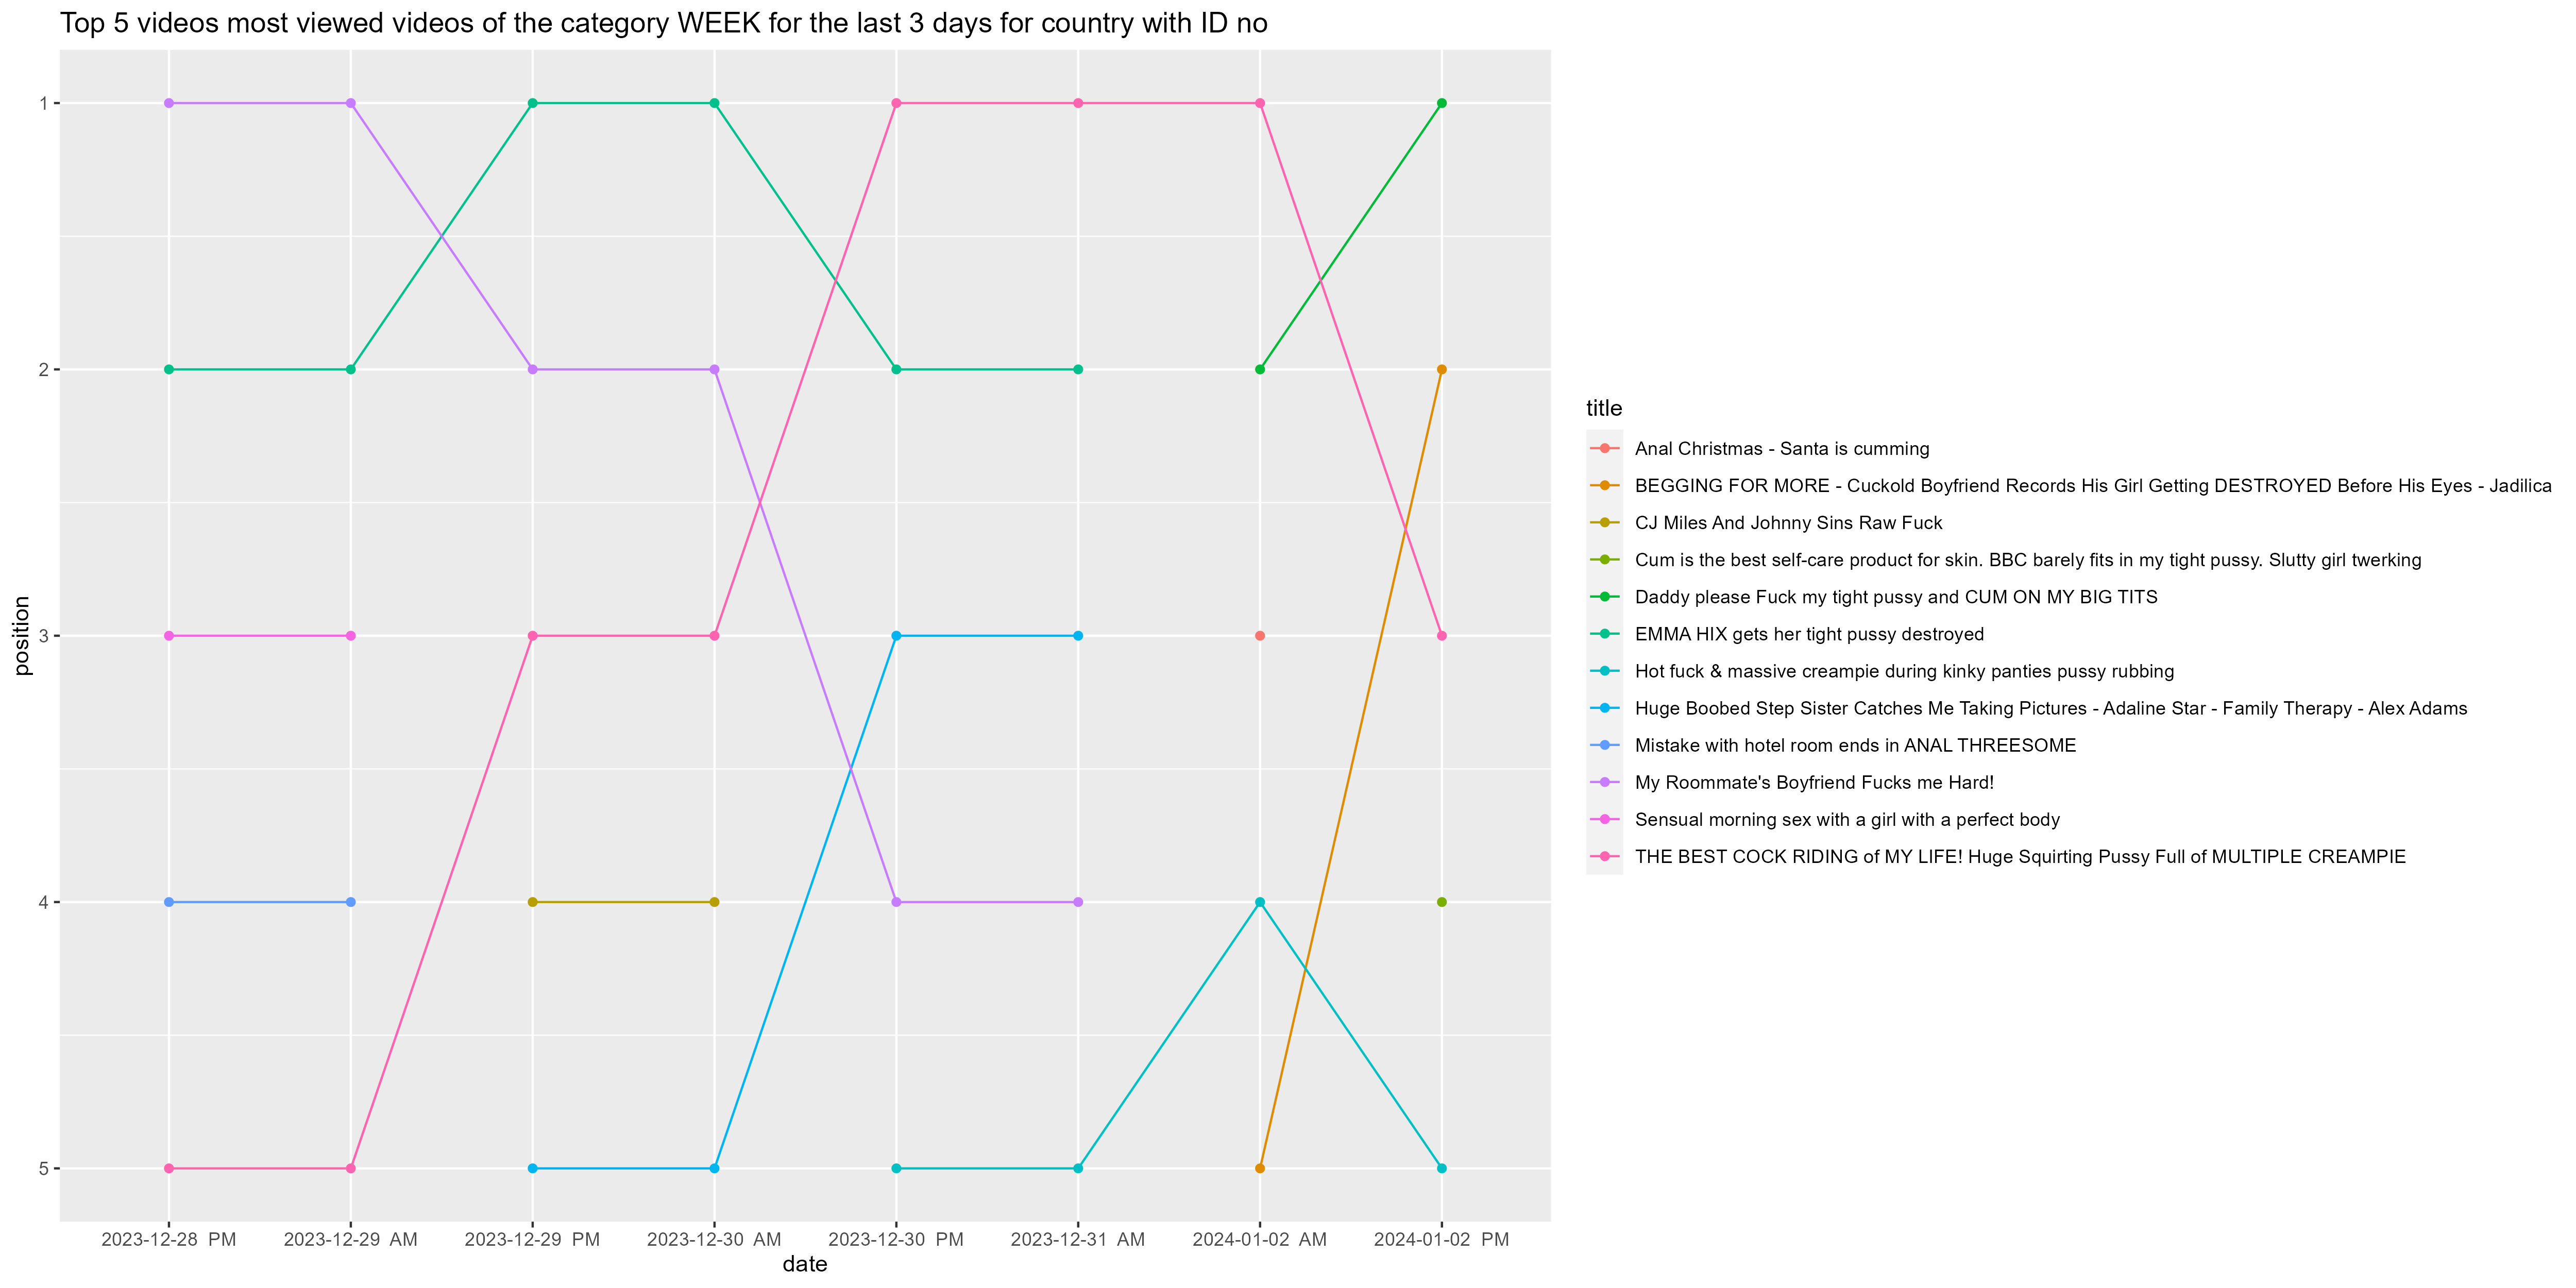 Top 5 videos most viewed videos of the category WEEK for the last 3 days for country with ID no
1
2
3
4
5
position
2023-12-28 PM
2023-12-29 AM
2023-12-29 PM
2023-12-30 AM
2023-12-30 PM
2023-12-31 AM
2024-01-02 AM
2024-01-02 PM
date
title
Anal Christmas - Santa is cumming
BEGGING FOR MORE - Cuckold Boyfriend Records His Girl Getting DESTROYED Before His Eyes - Jadilica
CJ Miles And Johnny Sins Raw Fuck
Cum is the best self-care product for skin. BBC barely fits in my tight pussy. Slutty girl twerking
Daddy please Fuck my tight pussy and CUM ON MY BIG TITS
EMMA HIX gets her tight pussy destroyed
Hot fuck & massive creampie during kinky panties pussy rubbing
Huge Boobed Step Sister Catches Me Taking Pictures - Adaline Star - Family Therapy - Alex Adams
Mistake with hotel room ends in ANAL THREESOME
My Roommate's Boyfriend Fucks me Hard!
Sensual morning sex with a girl with a perfect body
THE BEST COCK RIDING of MY LIFE! Huge Squirting Pussy Full of MULTIPLE CREAMPIE